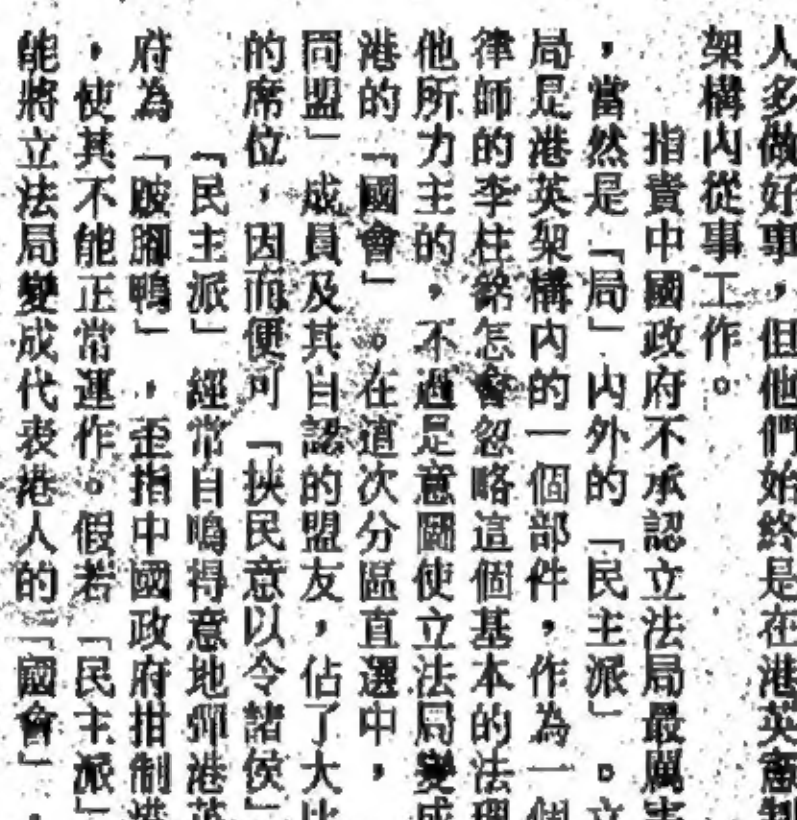 人多做好事，但他們始終是在港英憲制
架構內從事工作。
指責中國政府不承認立法局最厲害
，當然是「局」內外的「民主派」。立
局是港英架構內的一個部件，作為一個
律師的李柱銘怎會忽略這個基本的法理
他所力主的，不過是意圖使立法局變成
港的「國會」。在這次分區直選中，
同盟」成員及其自認的盟友，佔了大比
的席位，因而便可「挾民意以令諸侯」
「民主派」經常自鳴得意地彈港英
府為「跛腳鴨」，歪指中國政府拑制港
，使其不能正常運作。假若「民主派」
能將立法局變成代表港人的「國會」，